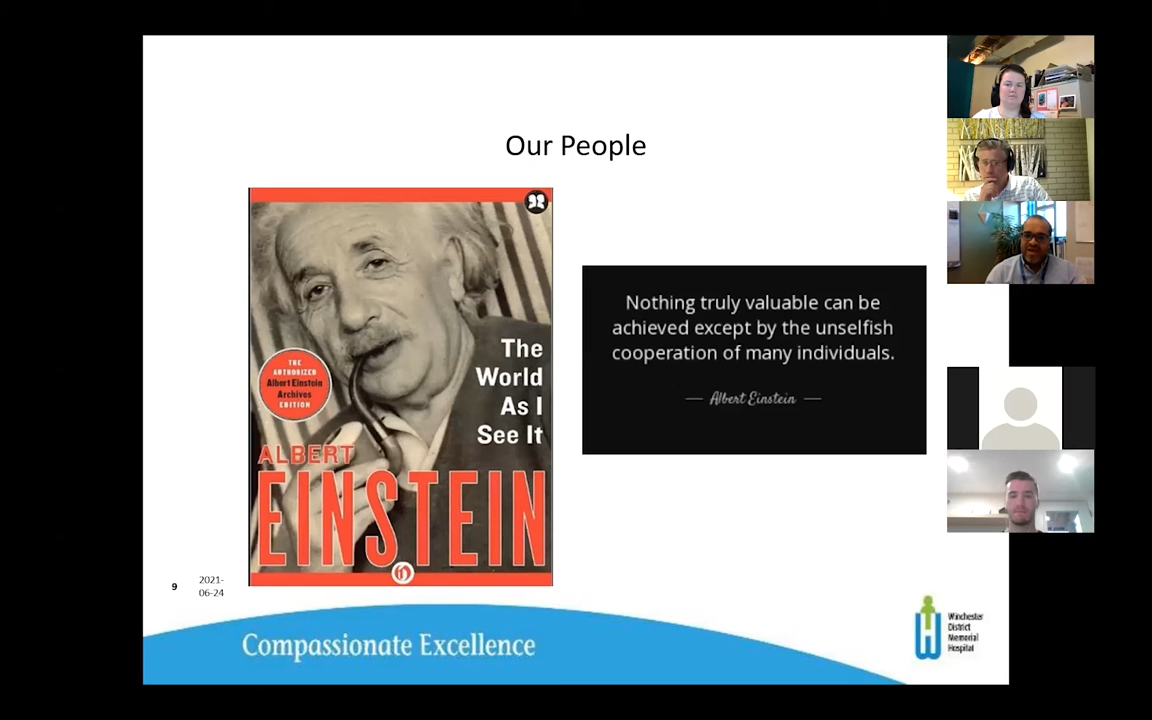 Our People
The
World
As I
See It
THE
AUTHORIZED
Albert Einstein
Archives
EDITION
ALBERT
EINSTEIN
Nothing truly valuable can be
achieved except by the unselfish
cooperation of many individuals.
Albert Einstein
9
2021-
06-24
Compassionate Excellence
Winchester
District
Memorial
Hospital